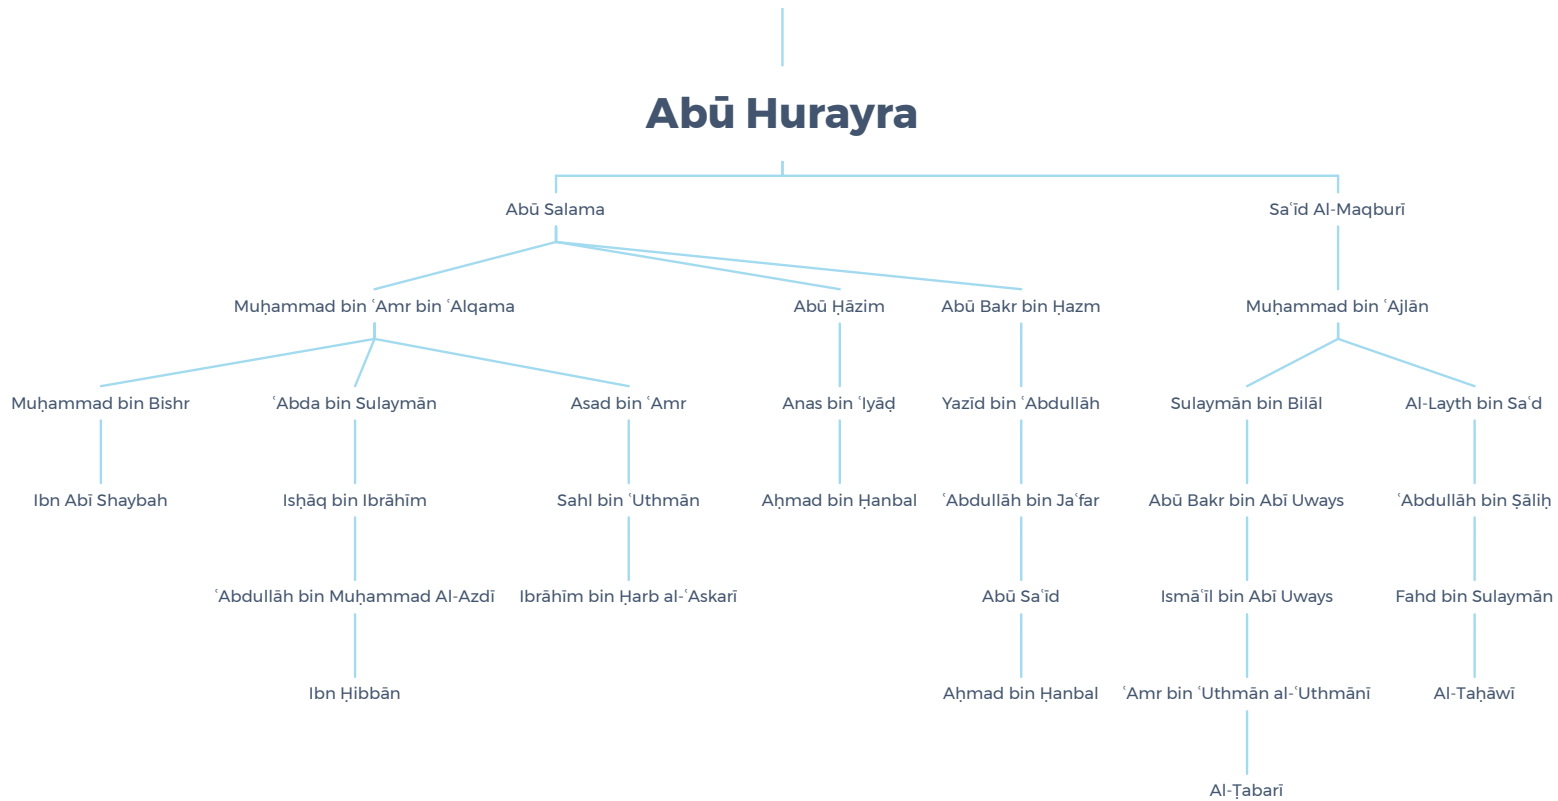 Abū Hurayra
Abū Salama
Saʿīd Al-Maqburī
Muḥammad bin ʿAmr bin ʿAlqama
Abū Ḥāzim
Abū Bakr bin Ḥazm
Muḥammad bin ʿAjlān
Muḥammad bin Bishr
ʿAbda bin Sulaymān
Asad bin ʿAmr
Anas bin ʿIyāḍ
Yazīd bin ʿAbdullāh
Sulaymān bin Bilāl
Al-Layth bin Saʿd
Ibn Abī Shaybah
Isḥāq bin Ibrāhīm
Sahl bin ʿUthmān
Aḥmad bin Ḥanbal
ʿAbdullāh bin Jaʿfar
Abū Bakr bin Abī Uways
ʿAbdullāh bin Ṣāliḥ
ʿAbdullāh bin Muḥammad Al-Azdī
Ibrāhīm bin Ḥarb al-ʿAskarī
Abū Saʿīd
Ismāʿīl bin Abī Uways
Fahd bin Sulaymān
Ibn Ḥibbān
Aḥmad bin Ḥanbal
ʿAmr bin ʿUthmān al-ʿUthmānī
Al-Taḥāwī
Al-Ṭabarī